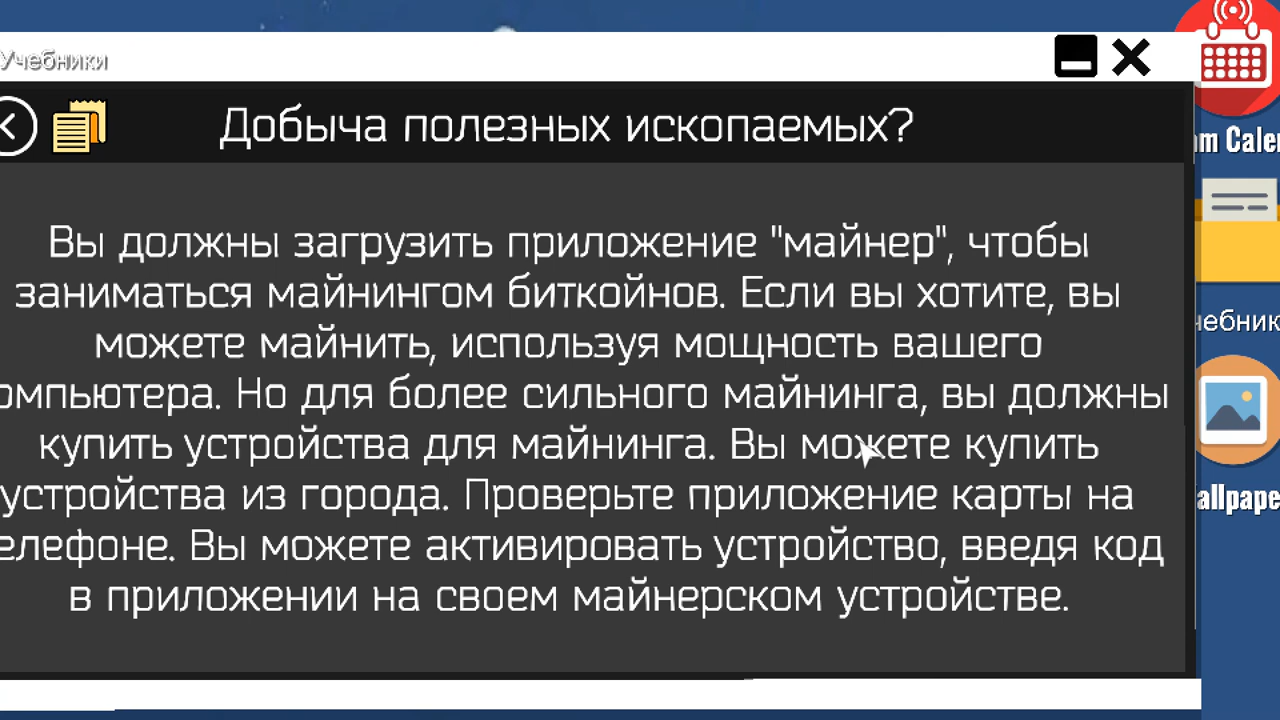 Учебники
Добыча полезных ископаемых?
Вы должны загрузить приложение "майнер", чтобы
заниматься майнингом биткойнов. Если вы хотите, вы
можете майнить, используя мощность вашего
омпьютера. Но для более сильного майнинга, вы должны
купить устройства для майнинга. Вы можете купить
устройства из города. Проверьте приложение карты на
елефоне. Вы можете активировать устройство, введя код
в приложении на своем майнерском устройстве.
am Caler
чебник
allpape